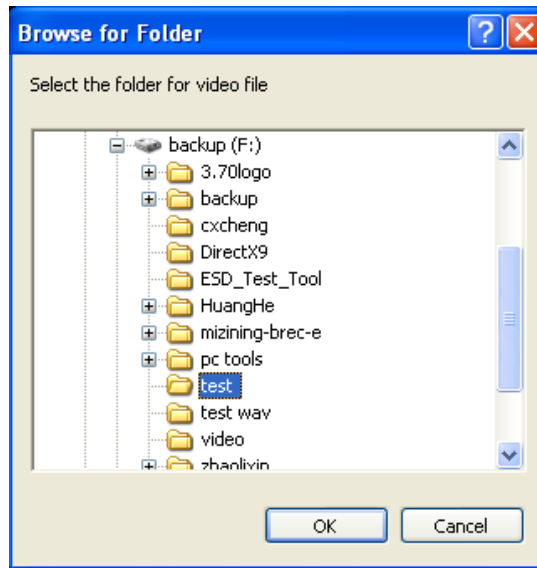 Browse for Folder
Select the folder for video file
backup (F:)
3.70logo
backup
cxcheng
DirectX9
ESD_Test_Tool
HuangHe
mizining-brec-e
pc tools
test
test wav
video
zhaolixin
OK Cancel